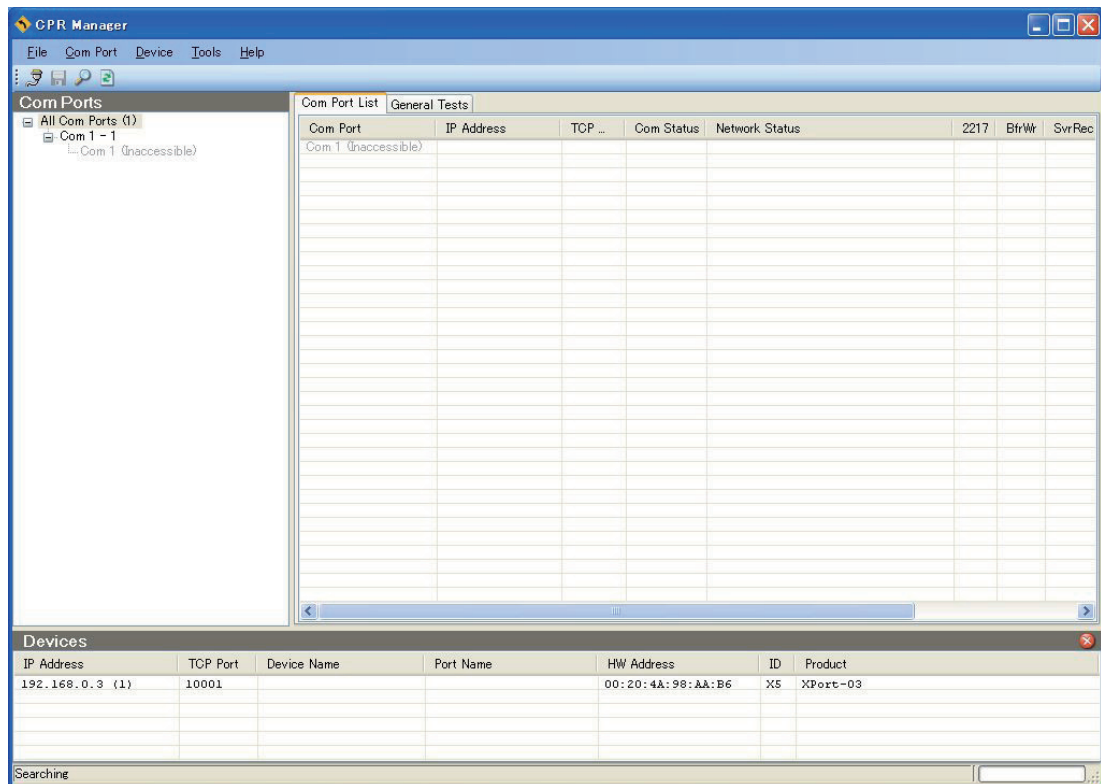 CPR Manager
File Com Port Device Tools Help
Com Ports
All Com Ports (1)
Com 1 - 1
Com 1 (Inaccessible)
Com Port List General Tests
Com Port IP Address TCP ... Com Status Network Status 2217 BfrWr SvrRec
Com 1 (Inaccessible)
Devices
IP Address TCP Port Device Name Port Name HW Address ID Product
192.168.0.3 (1) 10001 00:20:4A:98:AA:B6 X5 XPort-03
Searching